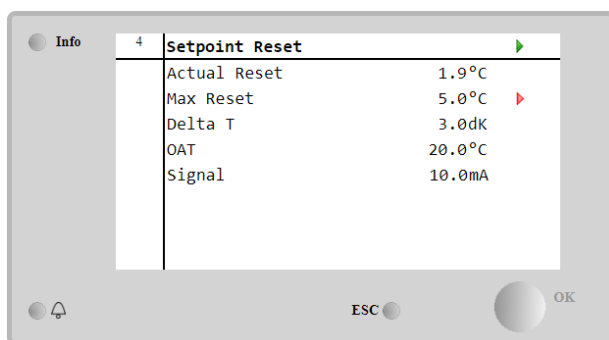 Info
4 Setpoint Reset
Actual Reset 1.9°C
Max Reset 5.0°C
Delta T 3.0dK
OAT 20.0°C
Signal 10.0mA
OK
ESC